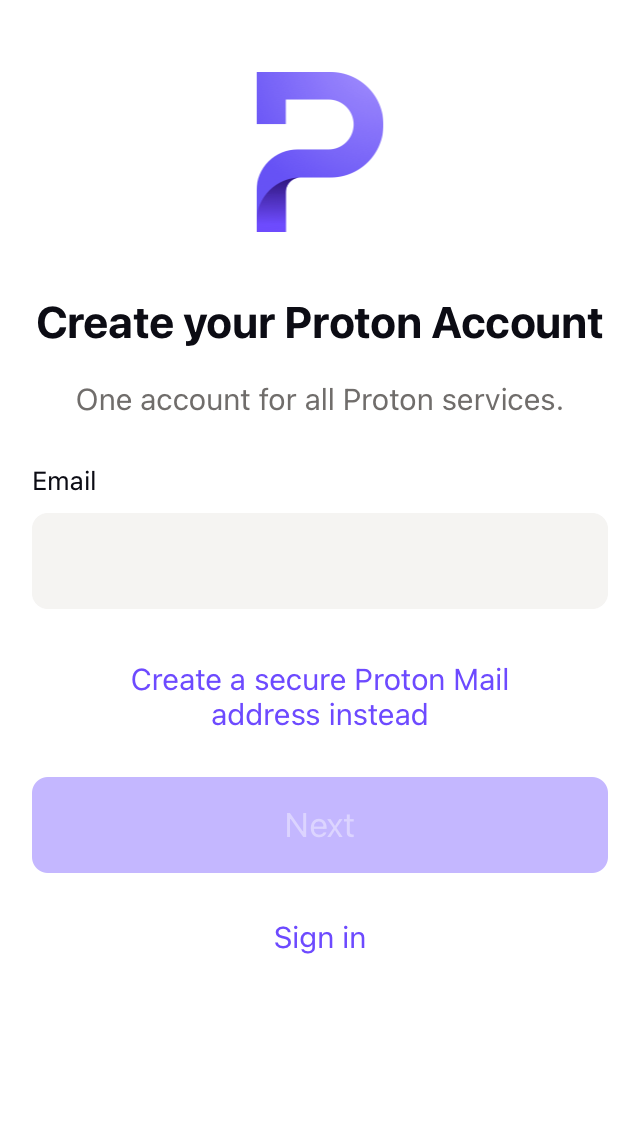 Create your Proton Account
One account for all Proton services.
Email
Create a secure Proton Mail
address instead
Next
Sign in